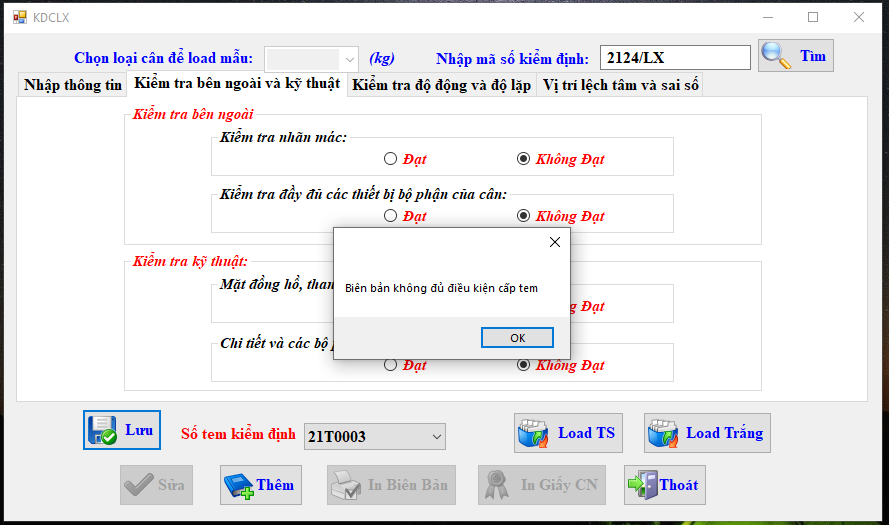 KDCLX
Chọn loại cân để load mẫu:
(kg)
Nhập mã số kiểm định:
2124/LX
Tìm
Nhập thông tin
Kiểm tra bên ngoài và kỹ thuật
Kiểm tra độ động và độ lặp
Vị trí lệch tâm và sai số
Kiểm tra bên ngoài
Kiểm tra nhãn mác:
Đạt
Không Đạt
Kiểm tra đầy đủ các thiết bị bộ phận của cân:
Đạt
Không Đạt
Kiểm tra kỹ thuật:
Mặt đồng hồ, than
Đạt
Biên bản không đủ điều kiện cấp tem
OK
Chi tiết và các bộ
Đạt
Không Đạt
Lưu
Số tem kiểm định
21T0003
Load TS
Load Trắng
Sửa
Thêm
In Biên Bản
In Giấy CN
Thoát